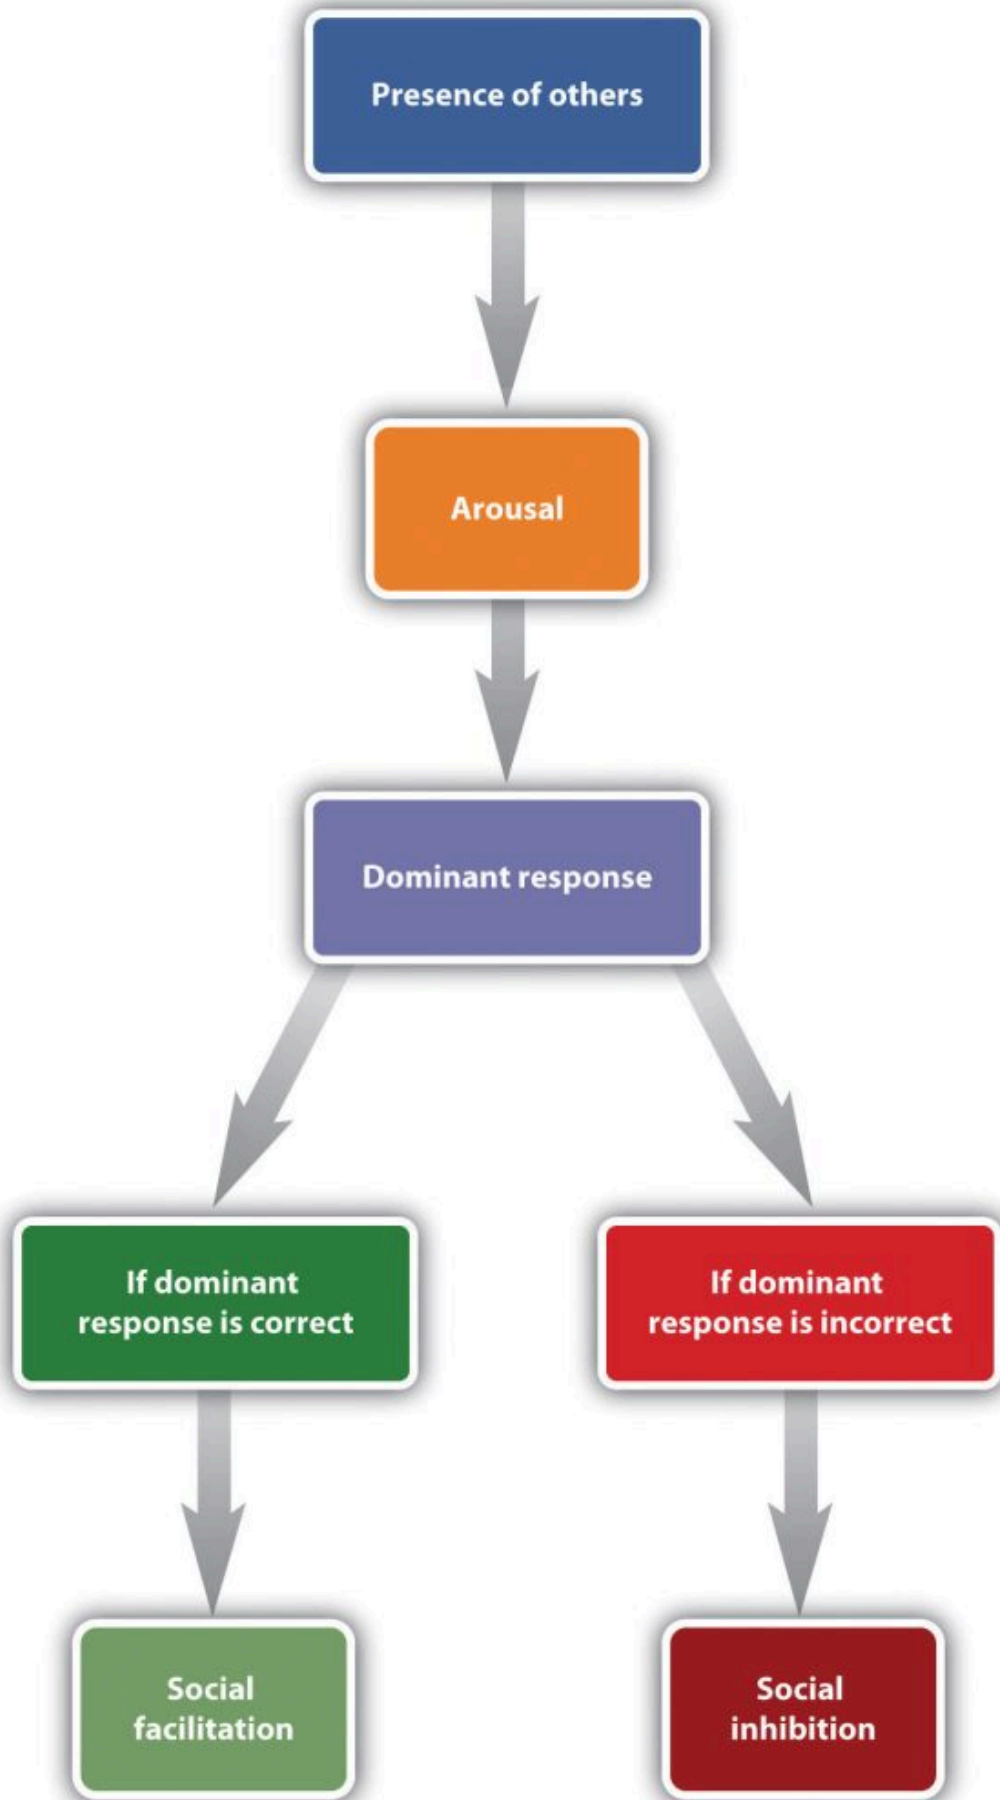 Presence of others
Arousal
Dominant response
If dominant
response is correct
If dominant
response is incorrect
Social
facilitation
Social
inhibition